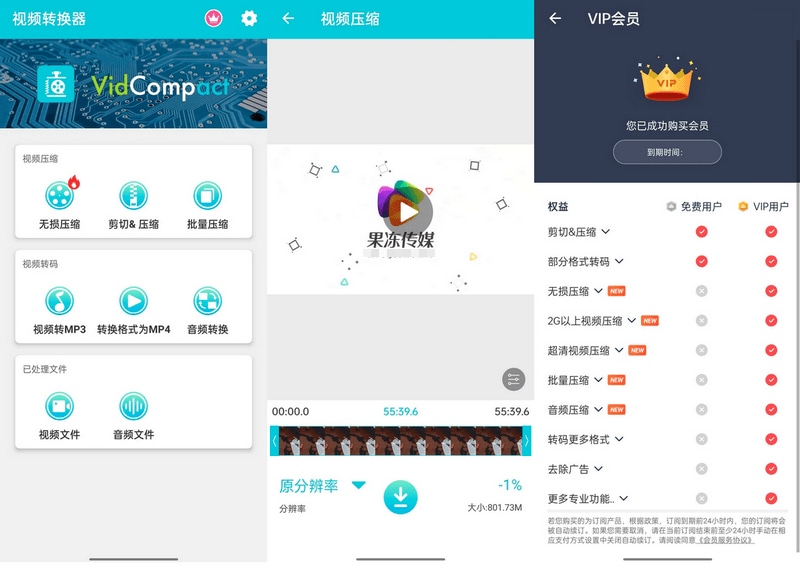 视频转换器
VidCompact
视频压缩
无损压缩
剪切& 压缩
批量压缩
视频转码
视频转MP3
转换格式为MP4
音频转换
已处理文件
视频文件
音频文件
视频压缩
果冻传媒
00:00.0
55:39.6
55:39.6
原分辨率
-1%
分辨率
大小:801.73M
VIP会员
VIP
您已成功购买会员
到期时间:
权益
免费用户
VIP用户
剪切&压缩
部分格式转码
无损压缩 NEW
2G以上视频压缩 NEW
超清视频压缩 NEW
批量压缩 NEW
音频压缩 NEW
转码更多格式
去除广告
更多专业功能..
若您购买的为订阅产品，根据政策，订阅到期前24小时内，您的订阅将会
被自动续订。如果您需要取消，请在当前订阅结束前至少24小时手动在相
应支付方式设置中关闭自动续订。请阅读同意《会员服务协议》